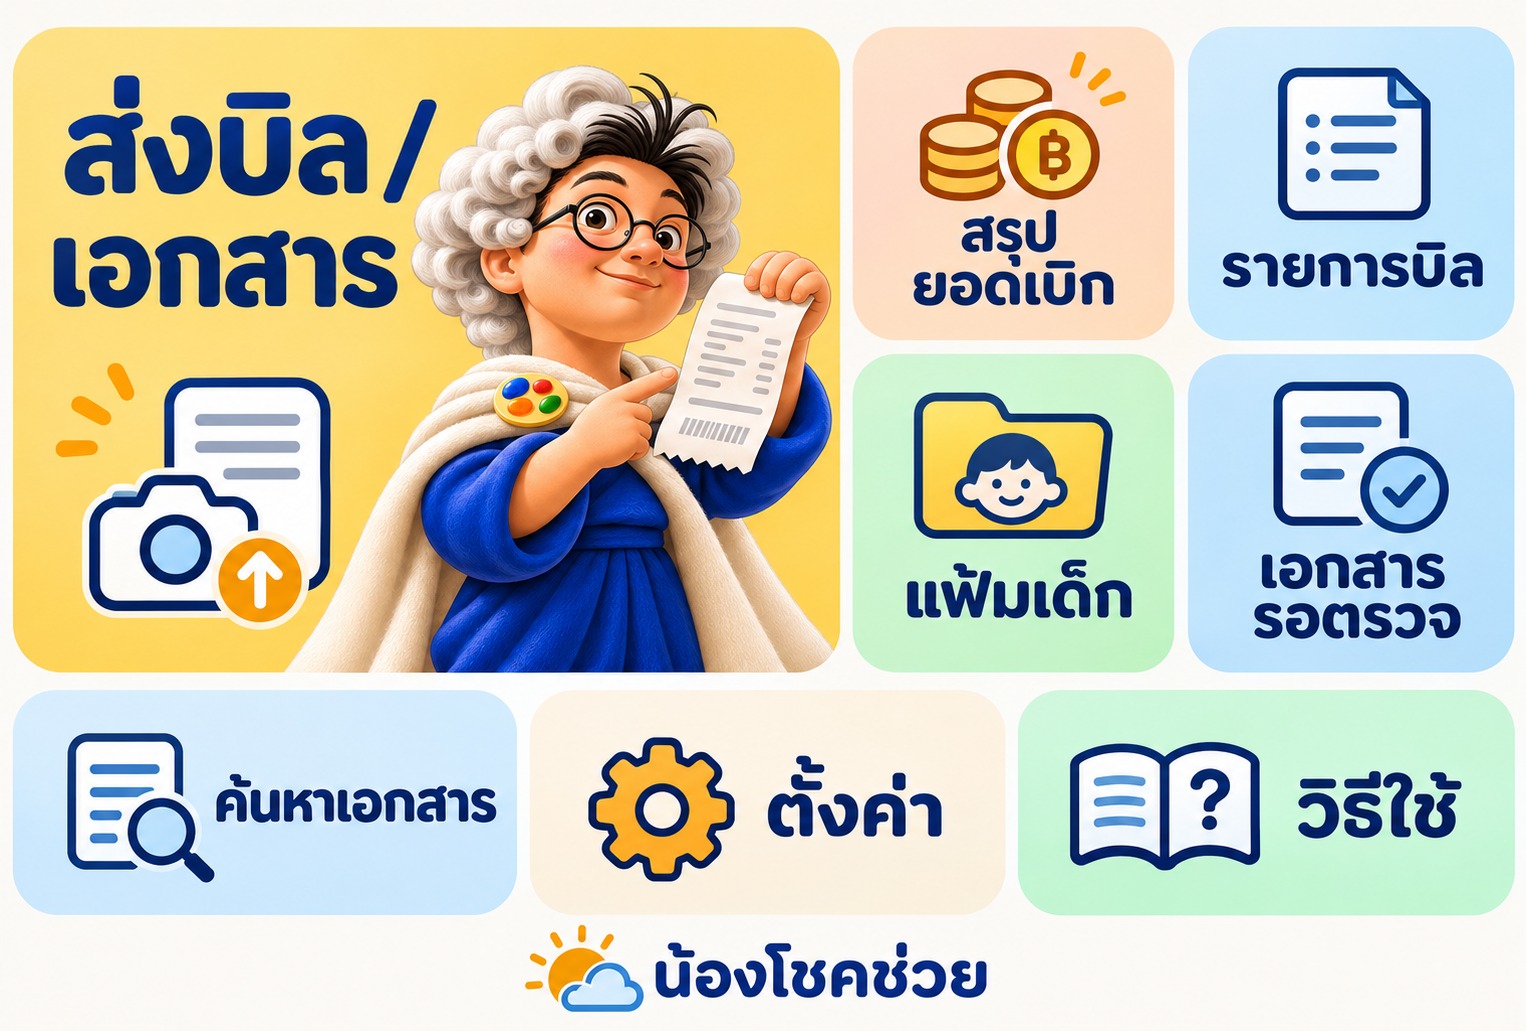 ส่งบิล/
เอกสาร
สรุป
ยอดเบิก
รายการบิล
แฟ้มเด็ก
เอกสาร
รอตรวจ
ค้นหาเอกสาร
ตั้งค่า
วิธีใช้
น้องโชคช่วย